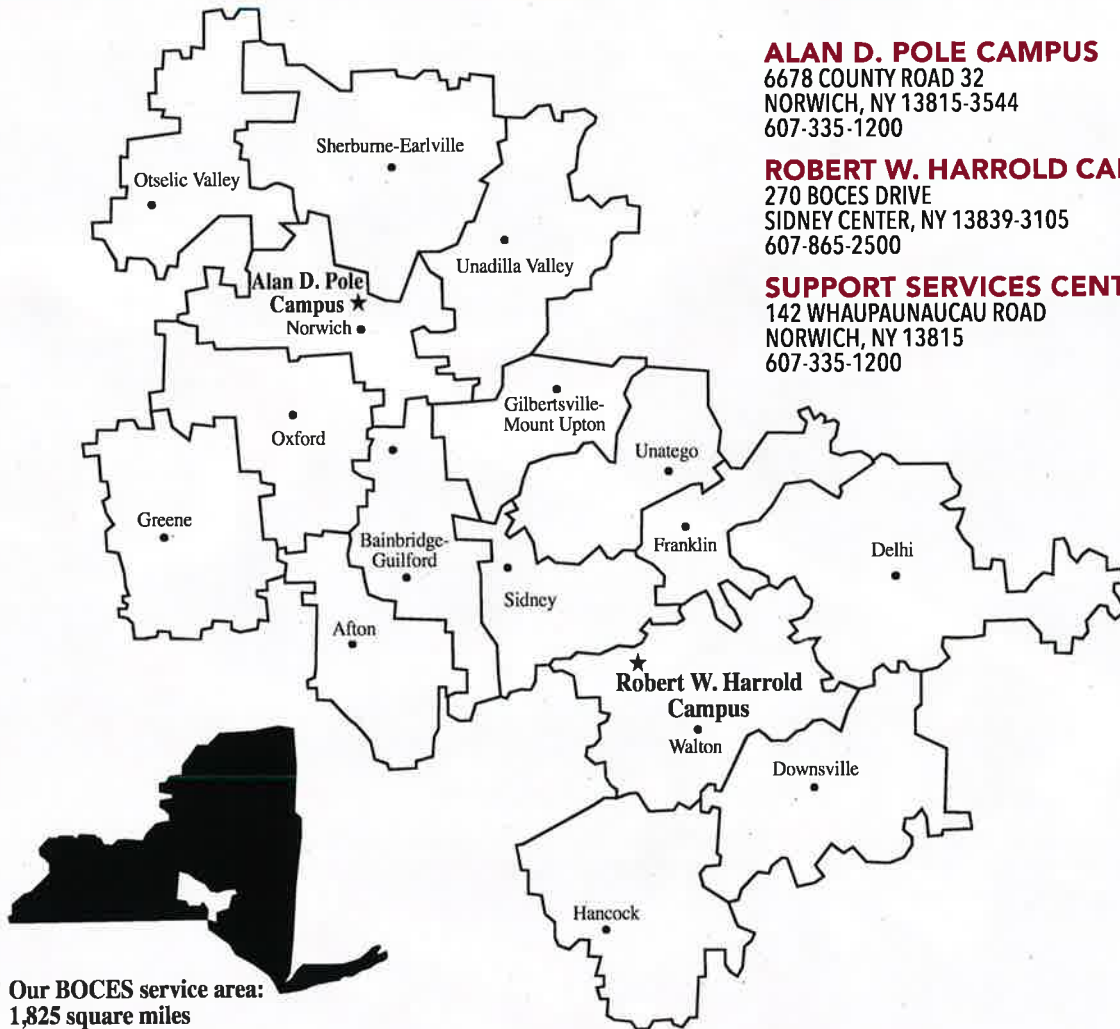 ALAN D. POLE CAMPUS
6678 COUNTY ROAD 32
NORWICH, NY 13815-3544
607-335-1200
ROBERT W. HARROLD
270 BOCES DRIVE
SIDNEY CENTER, NY 13839-3105
607-865-2500
SUPPORT SERVICES
142 WHAUPAUNAUCAU ROAD
NORWICH, NY 13815
607-335-1200
Sherburne-Earlville
Otselic Valley
Unadilla Valley
Alan D. Pole
Campus
Norwich
Gilbertsville-
Mount Upton
Oxford
Unatego
Greene
Bainbridge-
Guilford
Franklin
Delhi
Sidney
Afton
Robert W. Harrold
Campus
Walton
Downsville
Hancock
Our BOCES service area:
1,825 square miles